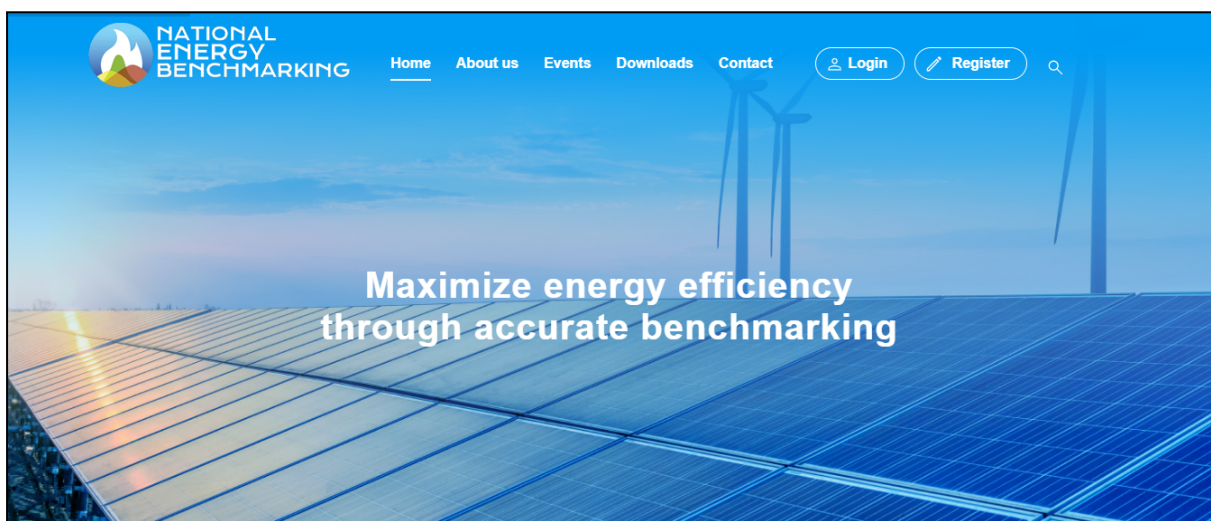 NATIONAL
ENERGY
BENCHMARKING
Home About us Events Downloads Contact Login Register
Maximize energy efficiency
through accurate benchmarking